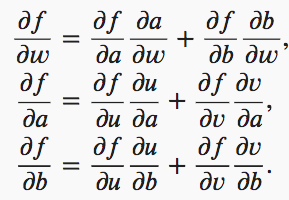 ∂f/∂w = ∂f/∂a ∂a/∂w + ∂f/∂b ∂b/∂w,
∂f/∂a = ∂f/∂u ∂u/∂a + ∂f/∂v ∂v/∂a,
∂f/∂b = ∂f/∂u ∂u/∂b + ∂f/∂v ∂v/∂b.